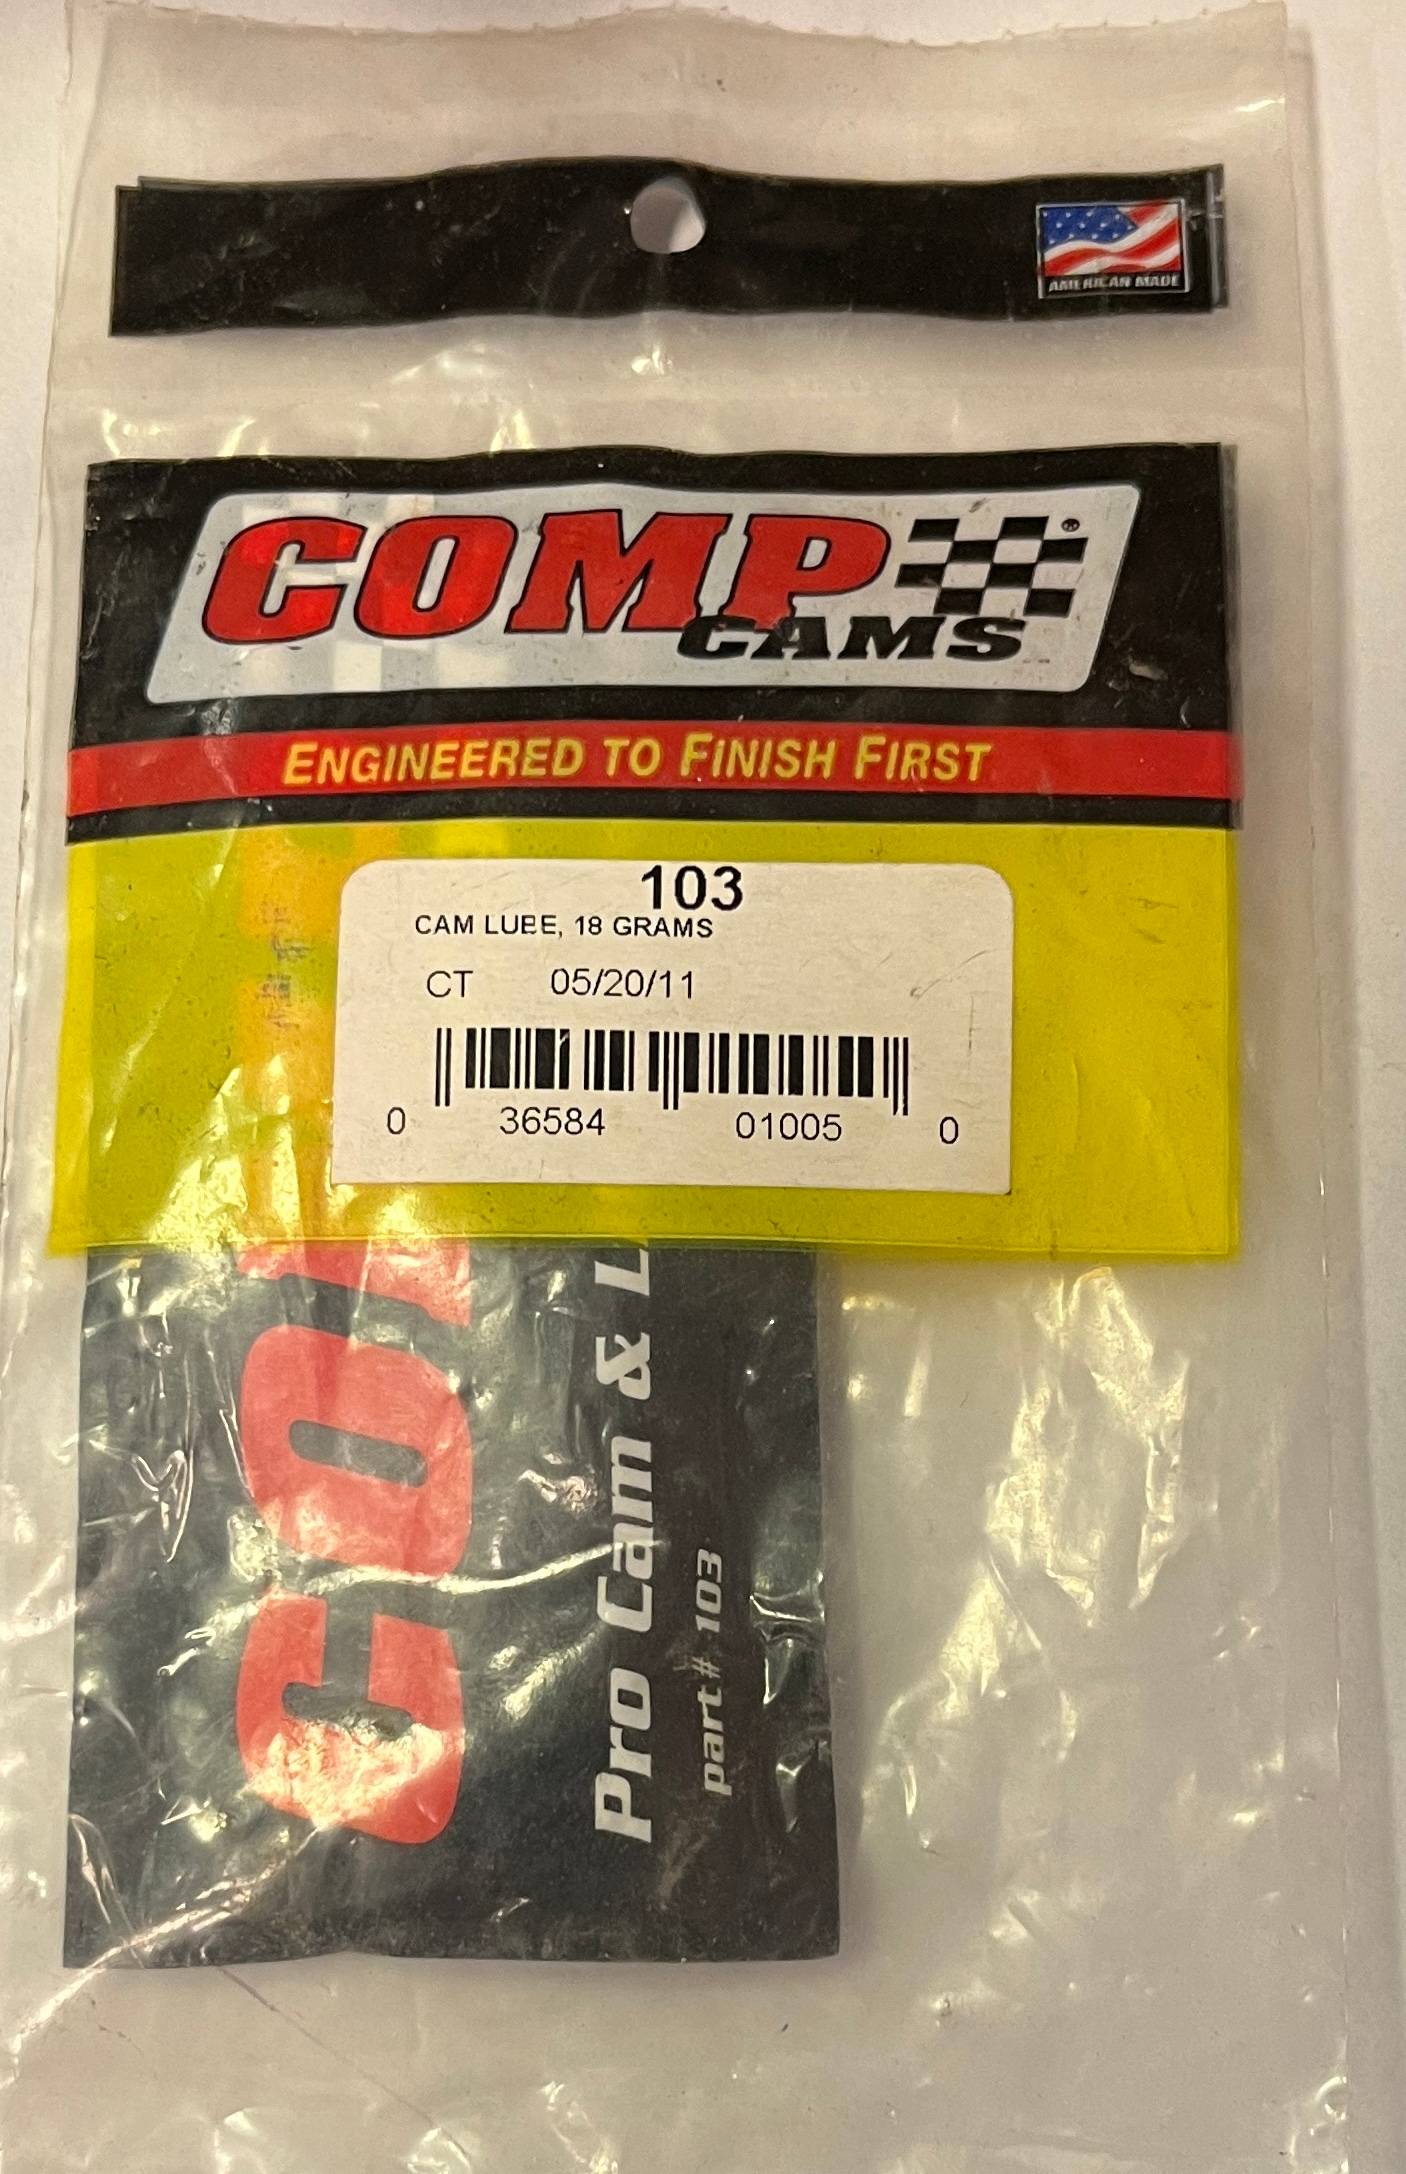 AMERICAN MADE
COMP
CAMS
®
ENGINEERED TO FINISH FIRST
103
CAM LUBE, 18 GRAMS
CT 05/20/11
0 36584 01005 0
Pro Cam &
part# 103